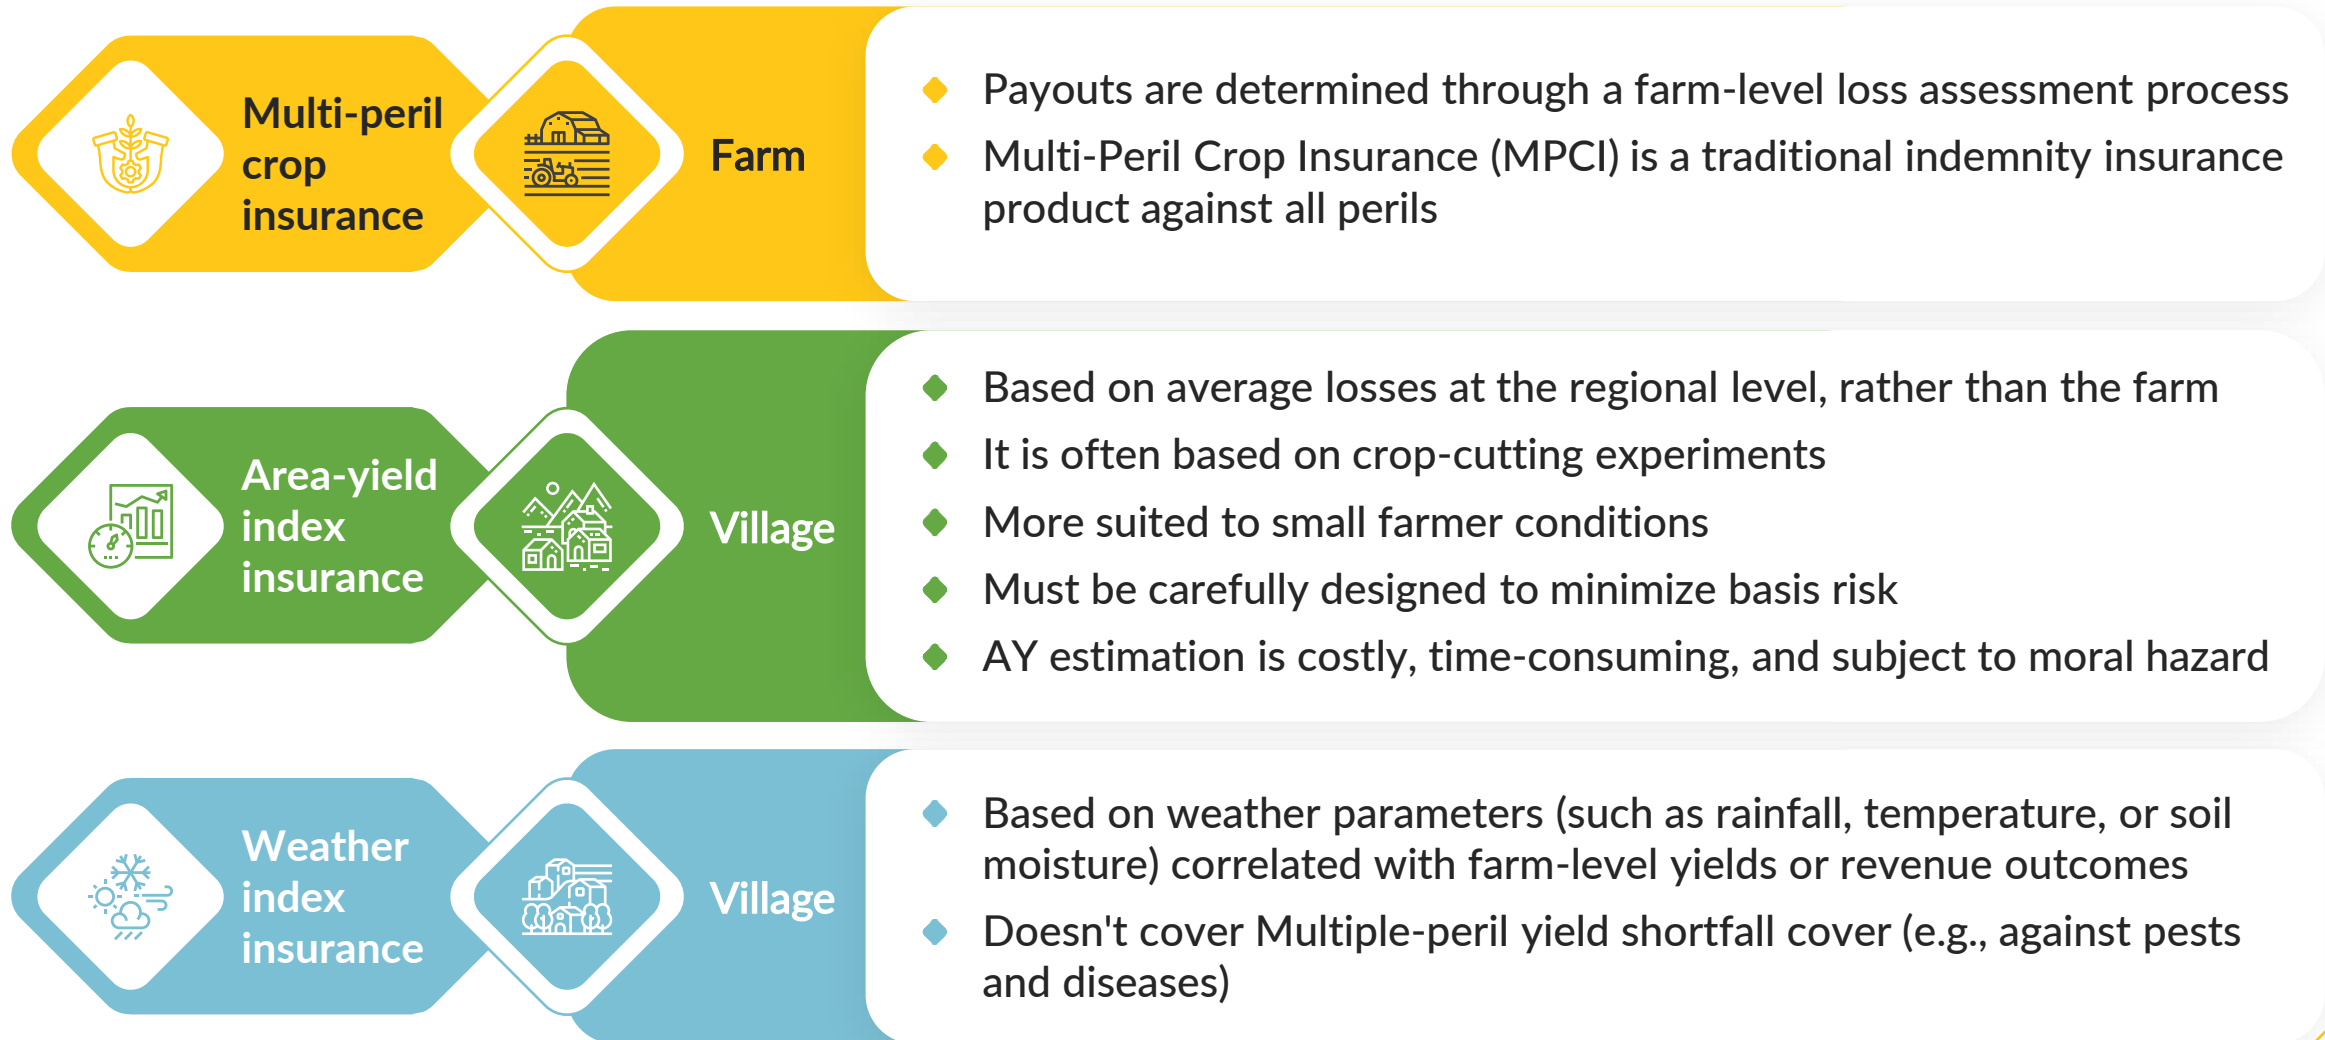 Multi-peril
crop
insurance
Farm
Payouts are determined through a farm-level loss assessment process
Multi-Peril Crop Insurance (MPCI) is a traditional indemnity insurance
product against all perils
Area-yield
index
insurance
Village
Based on average losses at the regional level, rather than the farm
It is often based on crop-cutting experiments
More suited to small farmer conditions
Must be carefully designed to minimize basis risk
AY estimation is costly, time-consuming, and subject to moral hazard
Weather
index
insurance
Village
Based on weather parameters (such as rainfall, temperature, or soil
moisture) correlated with farm-level yields or revenue outcomes
Doesn't cover Multiple-peril yield shortfall cover (e.g., against pests
and diseases)